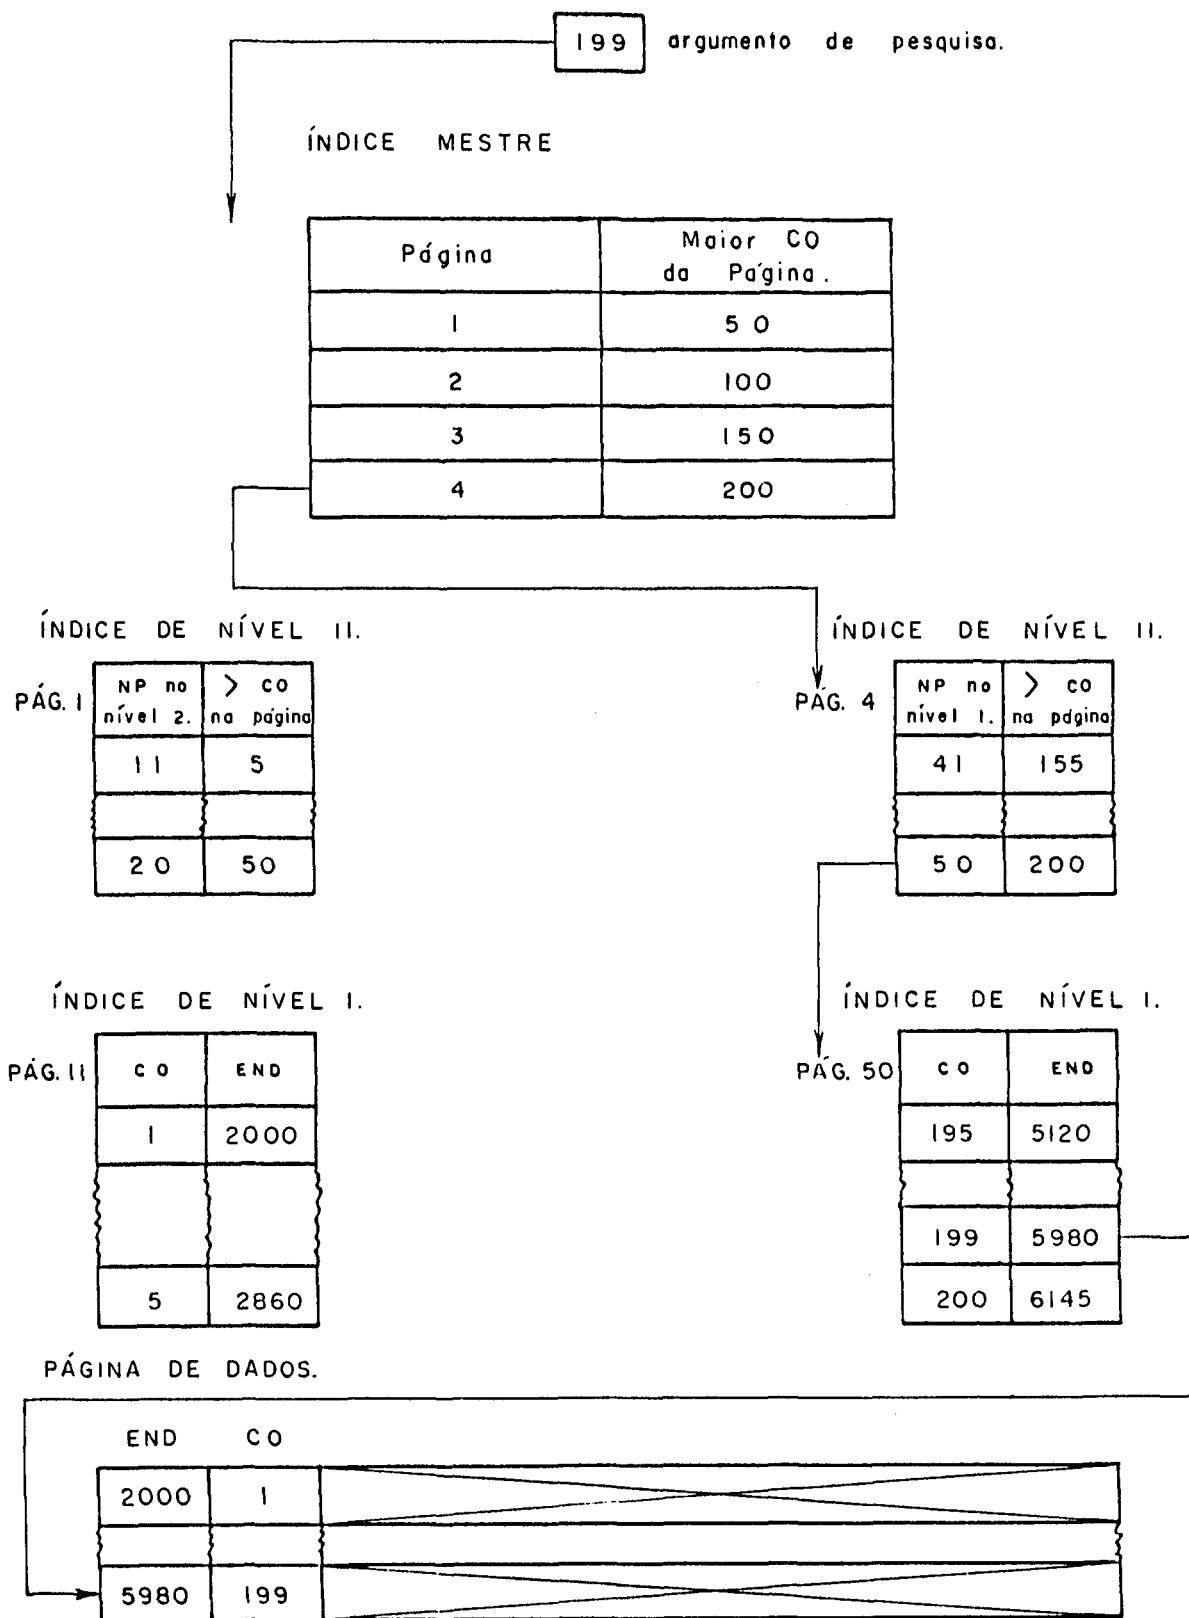 199 argumento de pesquisa.
ÍNDICE MESTRE
Página Maior CO da Página.
1 50
2 100
3 150
4 200
ÍNDICE DE NÍVEL II.
PÁG. 1
NP no nível 2. > CO na página
11 5
20 50
ÍNDICE DE NÍVEL II.
PÁG. 4
NP no nível 1. > CO na página
41 155
50 200
ÍNDICE DE NÍVEL I.
PÁG. 11
CO END
1 2000
5 2860
ÍNDICE DE NÍVEL I.
PÁG. 50
CO END
195 5120
199 5980
200 6145
PÁGINA DE DADOS.
END CO
2000 1
5980 199